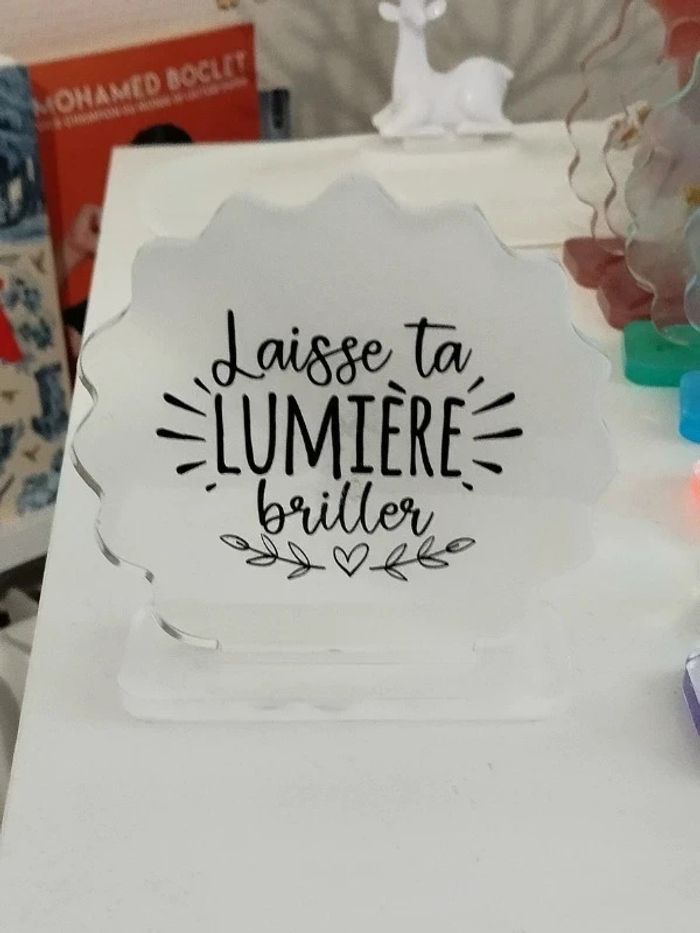 MOHAMED BOCLET
Laisse ta
LUMIÈRE
briller